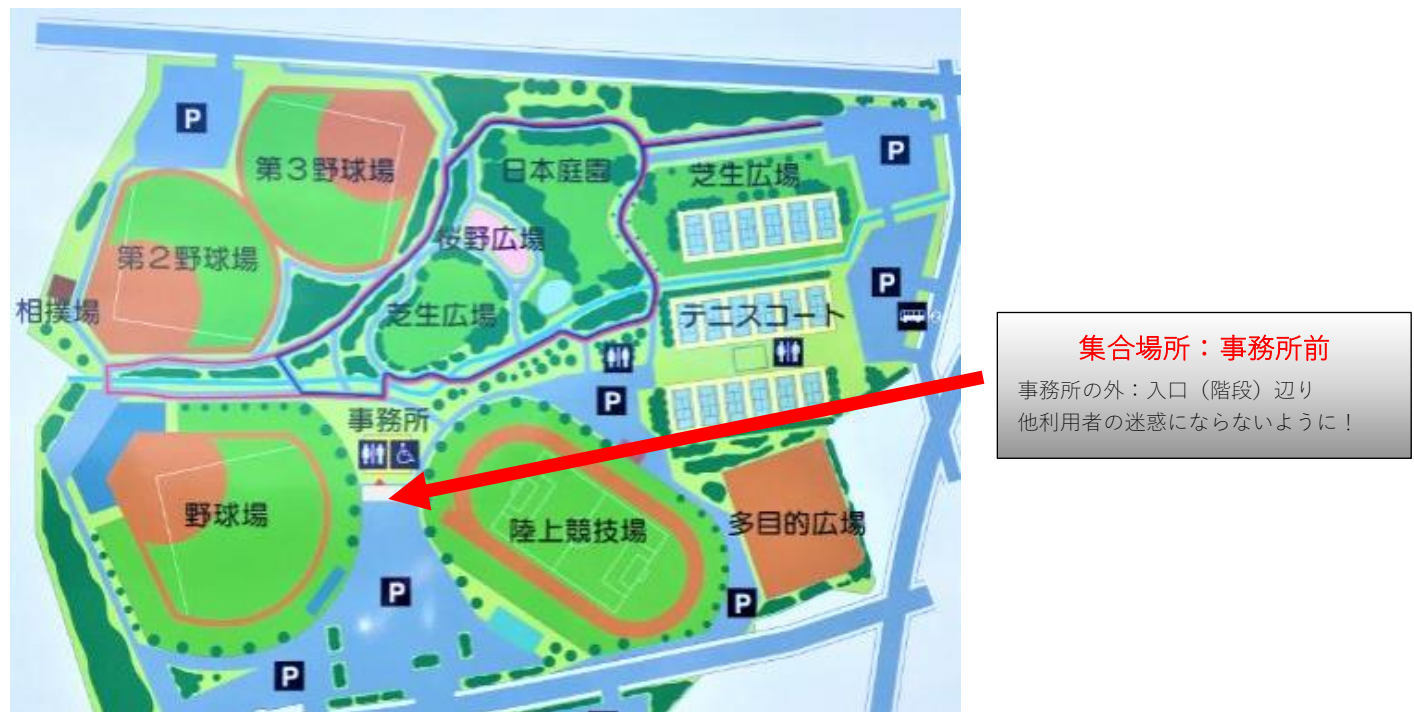 P
第３野球場
日本庭園
P
芝生広場
桜野広場
第２野球場
P
相撲場
芝生広場
テニスコート
P
事務所
野球場
陸上競技場
多目的広場
P
P
P
集合場所：事務所前
事務所の外：入口（階段）辺り
他利用者の迷惑にならないように！